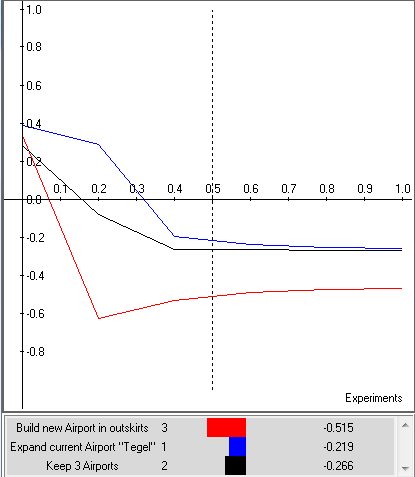 1.0
0.8
0.6
0.4
0.2
0.1 0.2 0.3 0.4 0.5 0.6 0.7 0.8 0.9 1.0
0.0
-0.2
-0.4
-0.6
-0.8
Experiments
Build new Airport in outskirts 3 -0.515
Expand current Airport "Tegel" 1 -0.219
Keep 3 Airports 2 -0.266